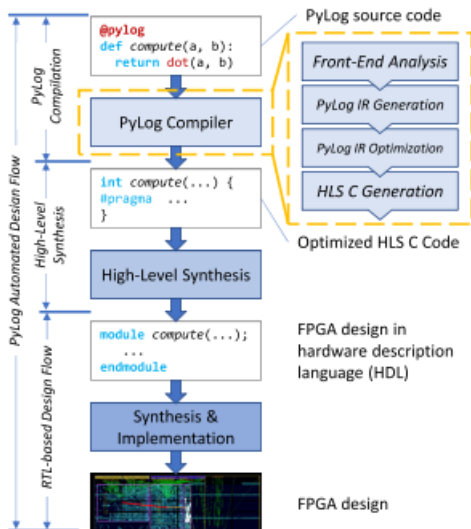 PyLog source code
@pylog
def compute(a, b):
return dot(a, b)
PyLog Compiler
Front-End Analysis
PyLog IR Generation
PyLog IR Optimization
HLS C Generation
int compute(...) {
#pragma ...
}
Optimized HLS C Code
High-Level Synthesis
module compute(...);
...
endmodule
FPGA design in
hardware description
language (HDL)
Synthesis &
Implementation
FPGA design
PyLog Automated Design Flow
PyLog
Compilation
High-Level
Synthesis
RTL-based Design Flow